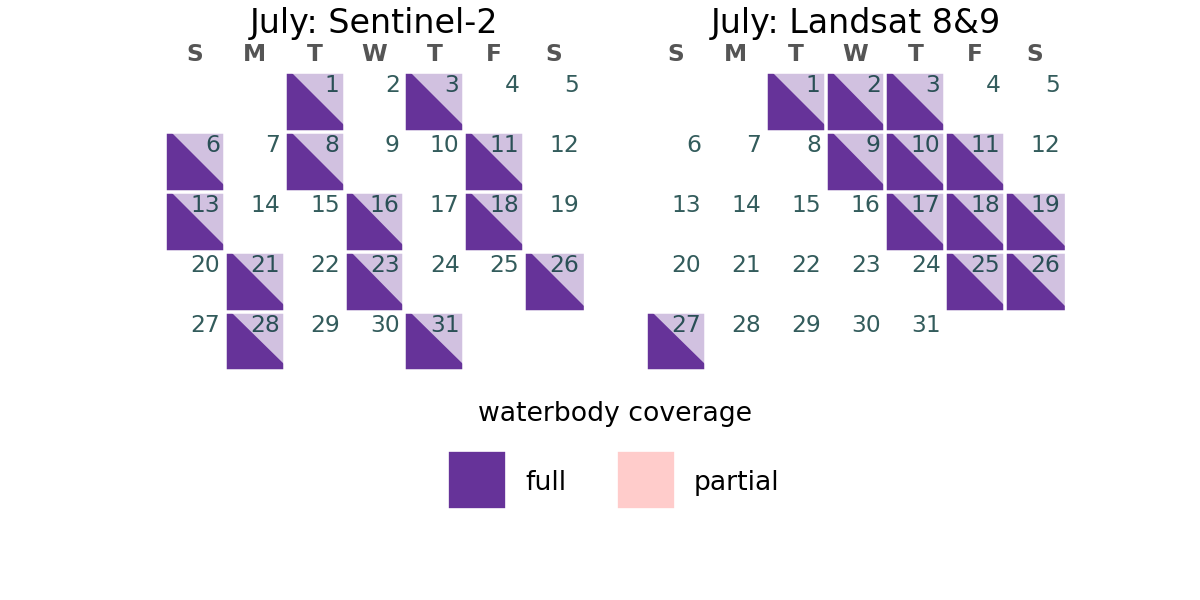 July: Sentinel-2
S M T W T F S
1 2 3 4 5
6 7 8 9 10 11 12
13 14 15 16 17 18 19
20 21 22 23 24 25 26
27 28 29 30 31
July: Landsat 8&9
S M T W T F S
1 2 3 4 5
6 7 8 9 10 11 12
13 14 15 16 17 18 19
20 21 22 23 24 25 26
27 28 29 30 31
waterbody coverage
full partial